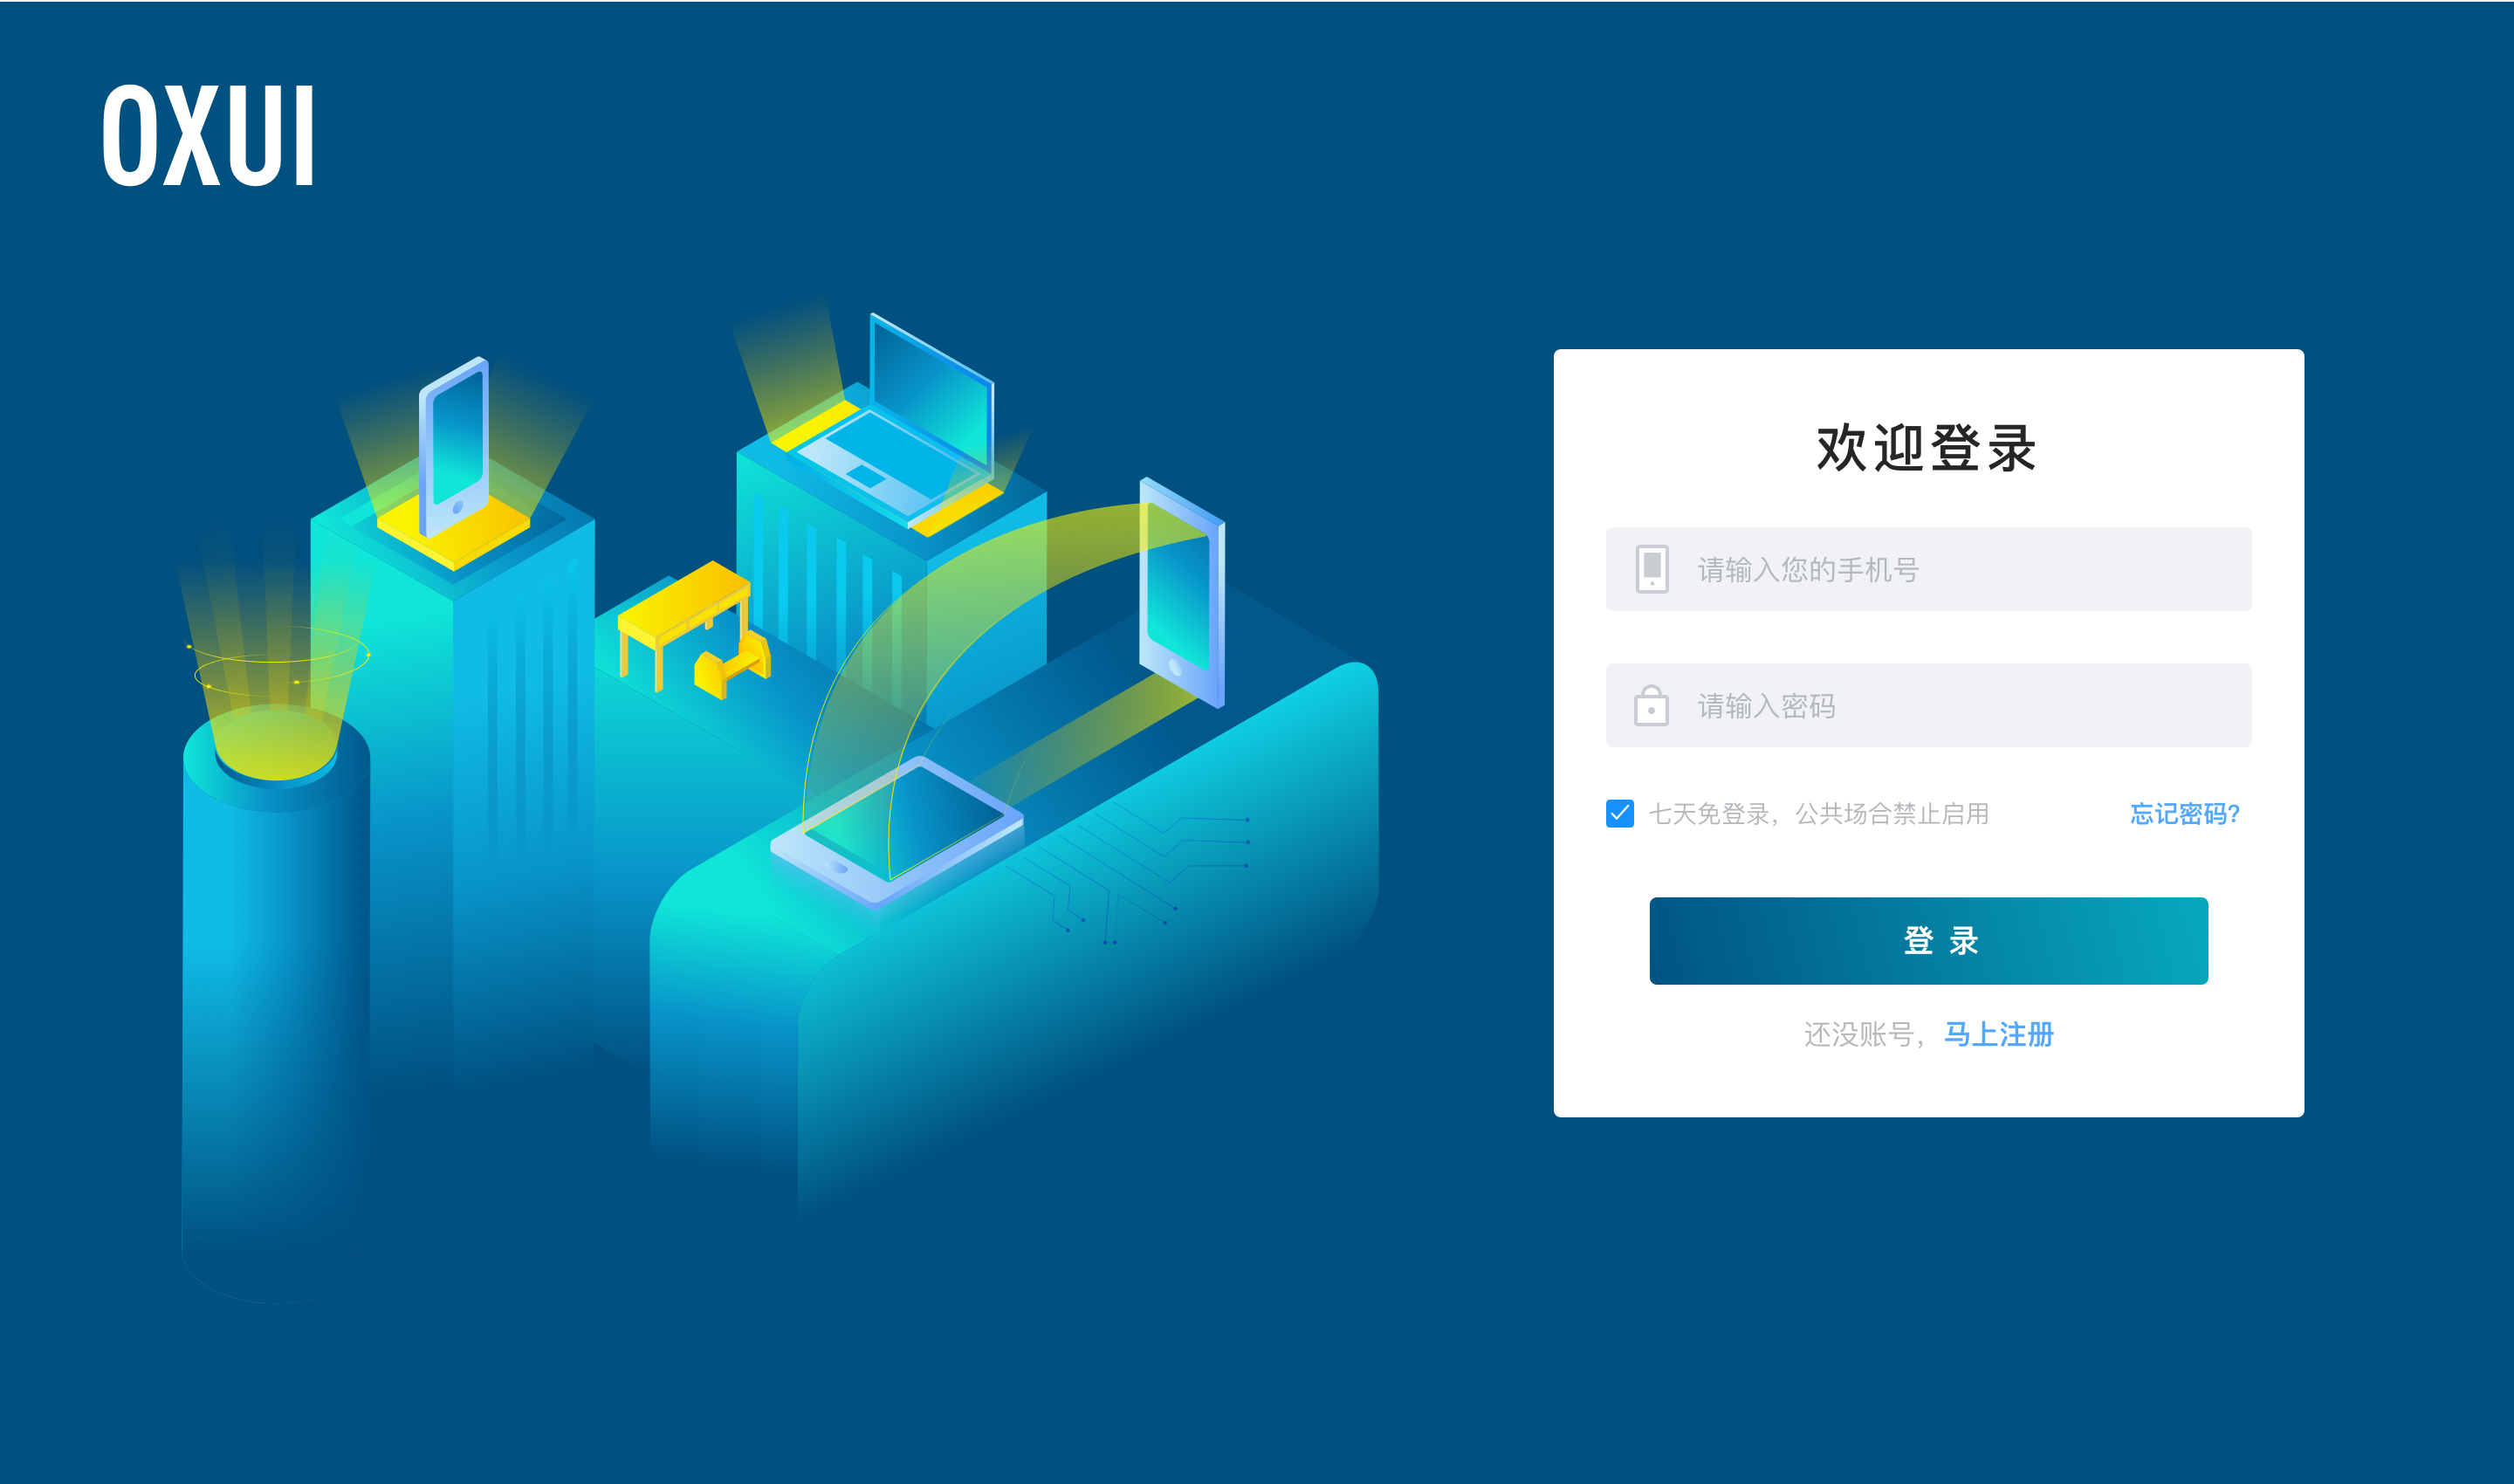 OXUI
欢迎登录
请输入您的手机号
请输入密码
七天免登录，公共场合禁止启用 忘记密码?
登 录
还没账号，马上注册